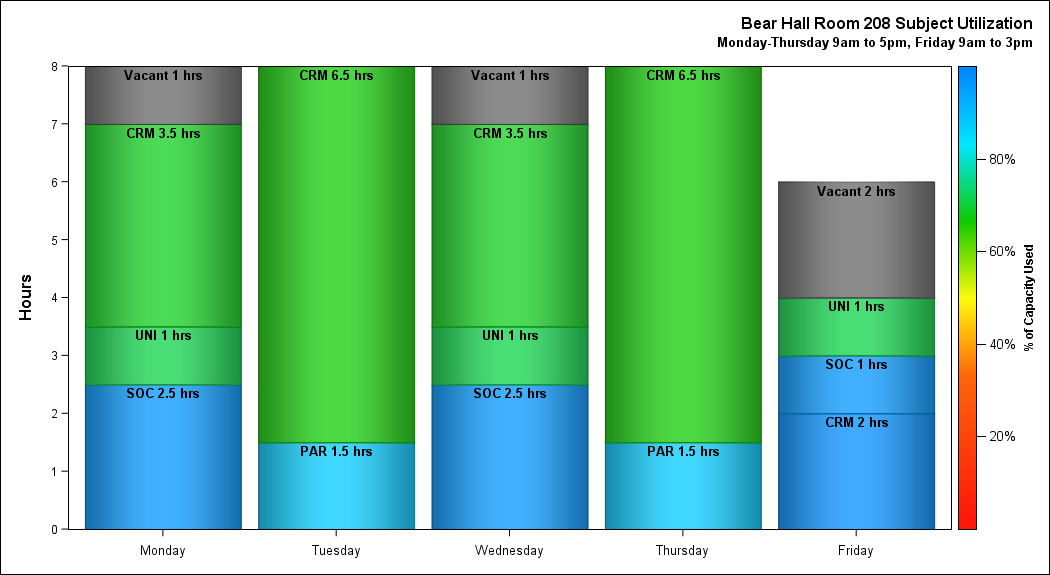 Bear Hall Room 208 Subject Utilization
Monday-Thursday 9am to 5pm, Friday 9am to 3pm
Hours
8
7
6
5
4
3
2
1
0
Vacant 1 hrs
CRM 3.5 hrs
UNI 1 hrs
SOC 2.5 hrs
CRM 6.5 hrs
PAR 1.5 hrs
Vacant 1 hrs
CRM 3.5 hrs
UNI 1 hrs
SOC 2.5 hrs
CRM 6.5 hrs
PAR 1.5 hrs
Vacant 2 hrs
UNI 1 hrs
SOC 1 hrs
CRM 2 hrs
Monday
Tuesday
Wednesday
Thursday
Friday
80%
60%
40%
20%
% of Capacity Used